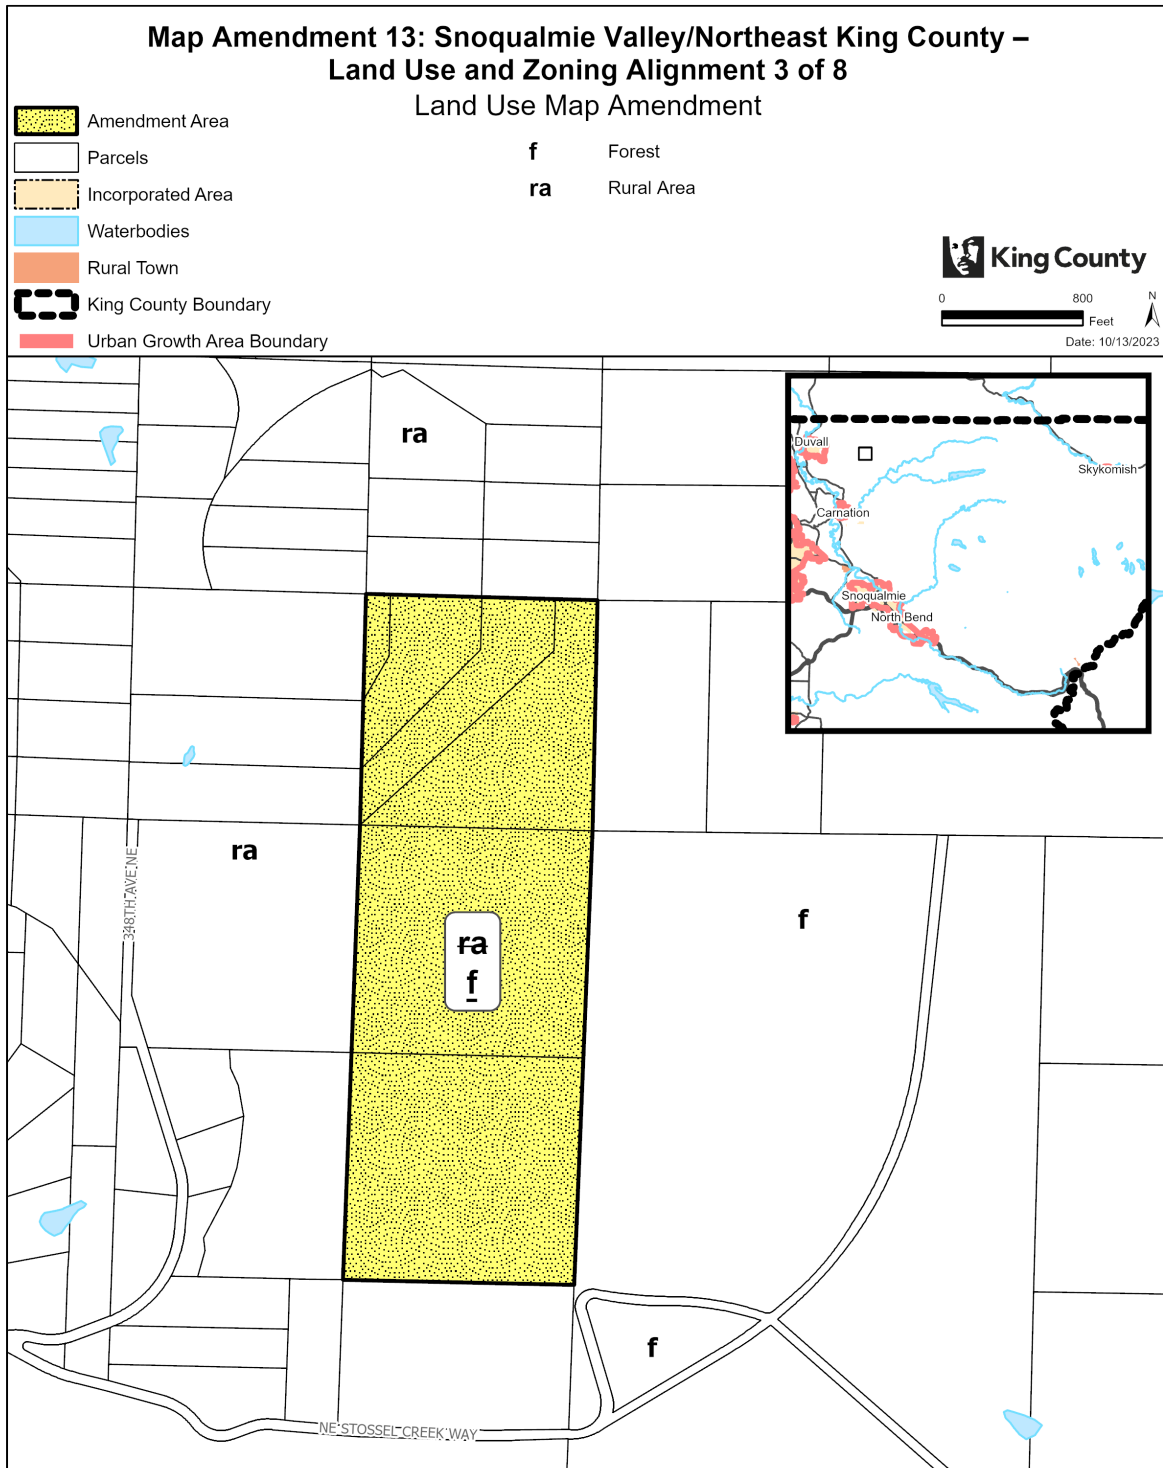 Map Amendment 13: Snoqualmie Valley/Northeast King County –
Land Use and Zoning Alignment 3 of 8
Land Use Map Amendment
Amendment Area
Parcels
Incorporated Area
Waterbodies
Rural Town
King County Boundary
Urban Growth Area Boundary
f Forest
ra Rural Area
King County
0 800
Feet
N
Date: 10/13/2023
Duvall
Skykomish
Carnation
Snoqualmie
North Bend
ra
ra
348TH AVE NE
ra
f
f
f
NE STOSSEL CREEK WAY